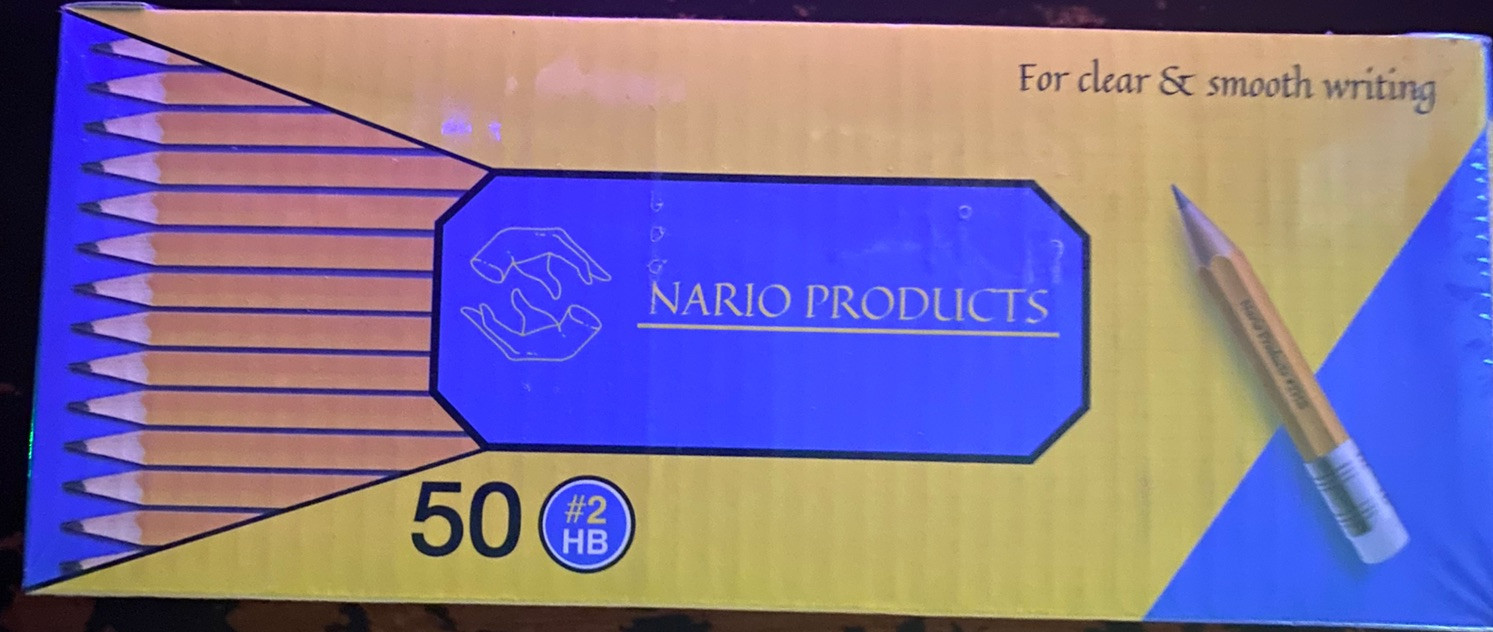 For clear & smooth writing
NARIO PRODUCTS
50 #2
HB